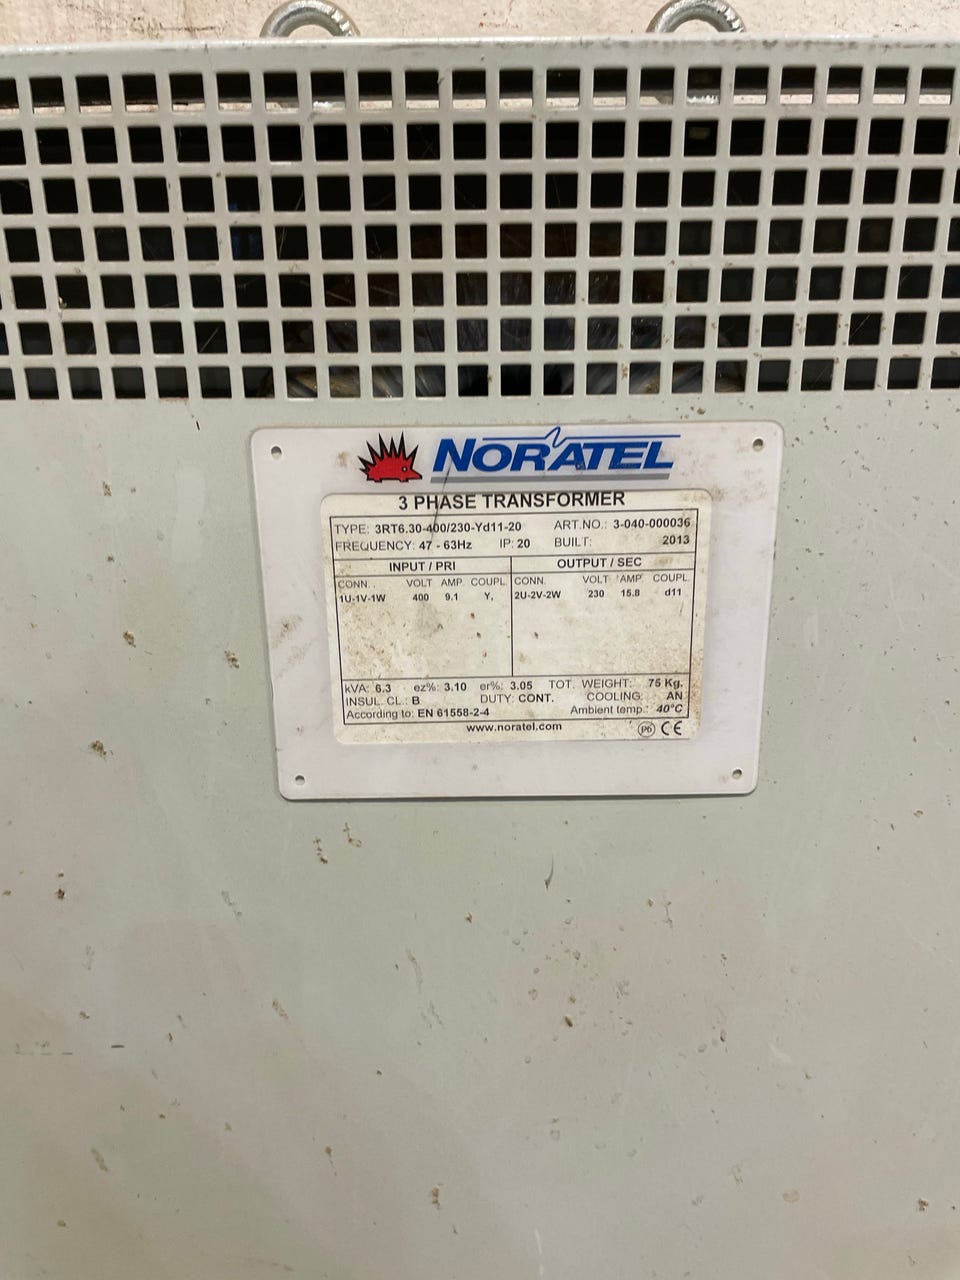 NORATEL
3 PHASE TRANSFORMER
TYPE: 3RT6.30-400/230-Yd11-20 ART.NO.: 3-040-000036
FREQUENCY: 47 - 63Hz IP: 20 BUILT: 2013
INPUT / PRI OUTPUT / SEC
CONN. VOLT AMP. COUPL. CONN. VOLT AMP. COUPL.
1U-1V-1W 400 9.1 Y, 2U-2V-2W 230 15.8 d11
kVA: 6.3 ez%: 3.10 er%: 3.05 TOT. WEIGHT: 75 Kg.
INSUL. CL.: B DUTY: CONT. COOLING: AN
According to: EN 61558-2-4 Ambient temp.: 40°C
www.noratel.com Pb CE